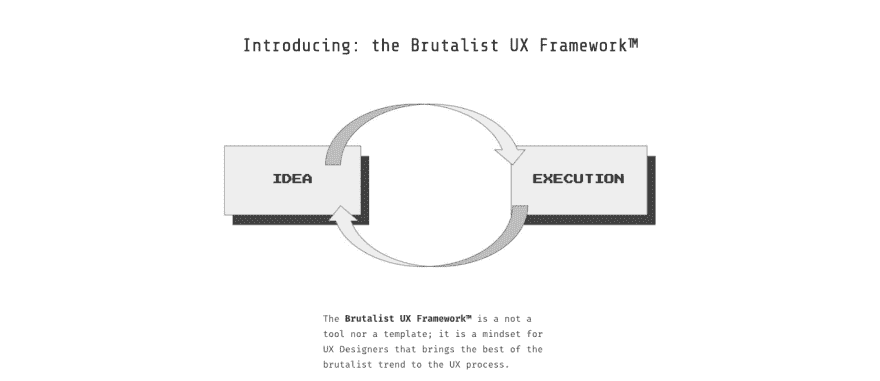 Introducing: the Brutalist UX Framework™
IDEA
EXECUTION
The Brutalist UX Framework™ is a not a
tool nor a template; it is a mindset for
UX Designers that brings the best of the
brutalist trend to the UX process.